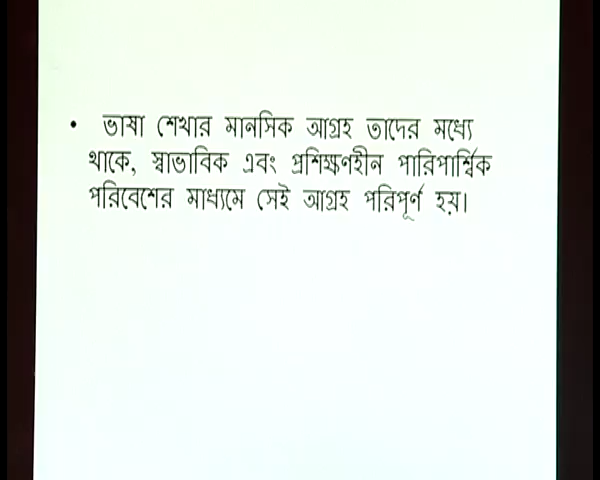 • ভাষা শেখার মানসিক আগ্রহ তাদের মধ্যে
থাকে, স্বাভাবিক এবং প্রশিক্ষণহীন পারিপার্শ্বিক
পরিবেশের মাধ্যমে সেই আগ্রহ পরিপূর্ণ হয়।